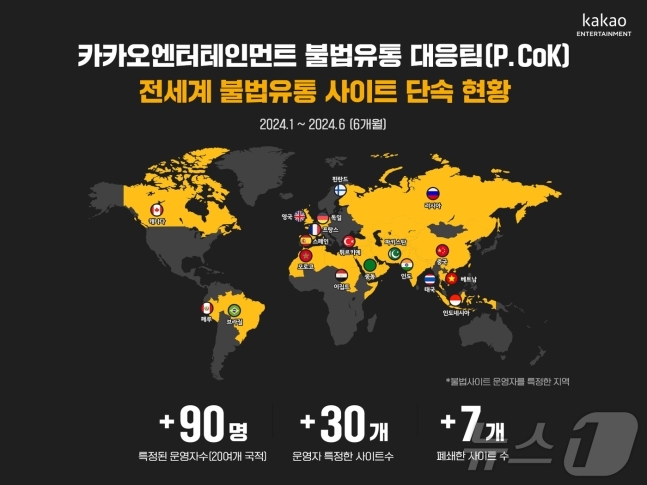 kakao
ENTERTAINMENT
카카오엔터테인먼트 불법유통 대응팀(P.CoK)
전세계 불법유통 사이트 단속 현황
2024.1 ~ 2024.6 (6개월)
핀란드
러시아
캐나다
영국
독일
프랑스
스페인
튀르키예
파키스탄
중국
모로코
이집트
중동
인도
태국
베트남
인도네시아
페루
브라질
*불법사이트 운영자를 특정한 지역
+90명
특정된 운영자수(20여개 국적)
+30개
운영자 특정한 사이트수
+7개
폐쇄한 사이트 수
뉴스1